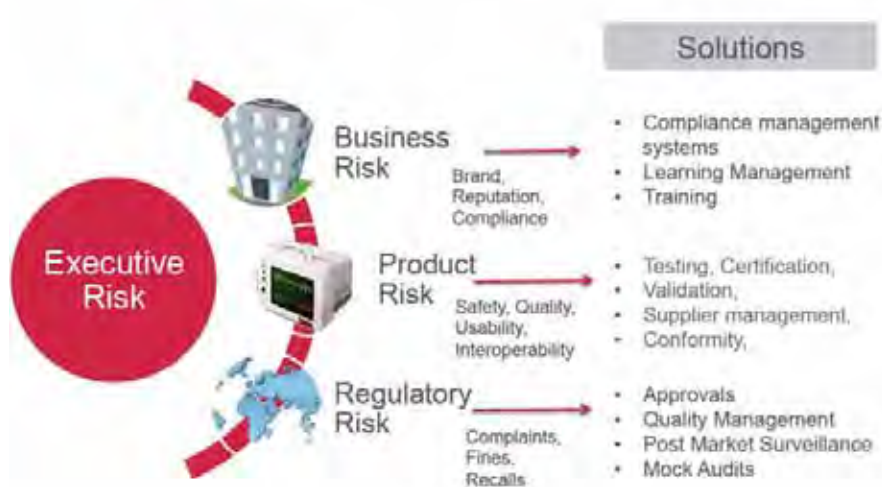 Solutions
Executive
Risk
Business
Risk
Brand,
Reputation,
Compliance
• Compliance management
systems
• Learning Management
• Training
Product
Risk
Safety, Quality,
Usability,
Interoperability
• Testing, Certification,
• Validation,
• Supplier management,
• Conformity,
Regulatory
Risk
Complaints,
Fines,
Recalls
• Approvals
• Quality Management
• Post Market Surveillance
• Mock Audits